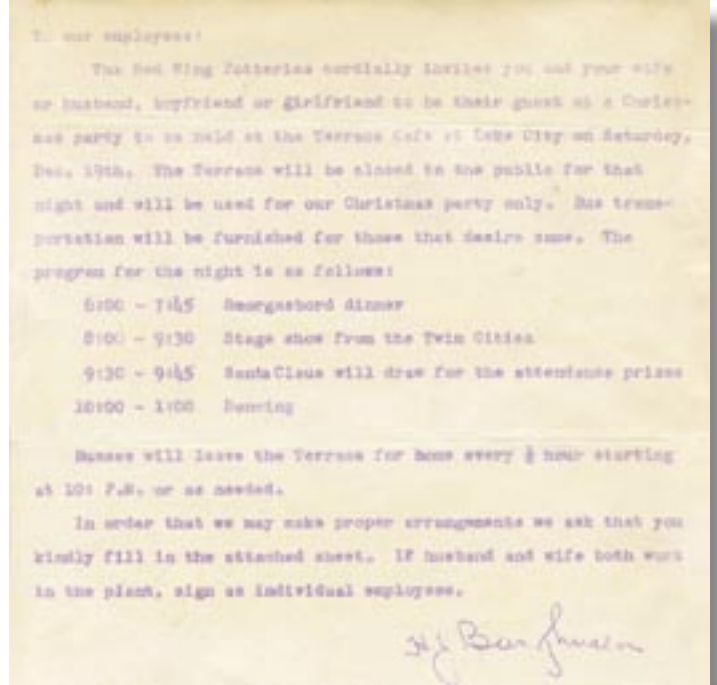 To our employees:
The Red Wing Potteries cordially invites you and your wife
or husband, boyfriend or girlfriend to be their guest at a Christ-
mas party to be held at the Terrace Cafe at Lake City on Saturday,
Dec. 19th. The Terrace will be closed to the public for that
night and will be used for our Christmas party only. Bus trans-
portation will be furnished for those that desire same. The
program for the night is as follows:
6:00 - 7:45 Smorgasbord dinner
8:00 - 9:30 Stage show from the Twin Cities
9:30 - 9:45 Santa Claus will draw for the attendance prizes
10:00 - 1:00 Dancing
Busses will leave the Terrace for home every ½ hour starting
at 10: P.M. or as needed.
In order that we may make proper arrangements we ask that you
kindly fill in the attached sheet. If husband and wife both work
in the plant, sign as individual employees.
H J